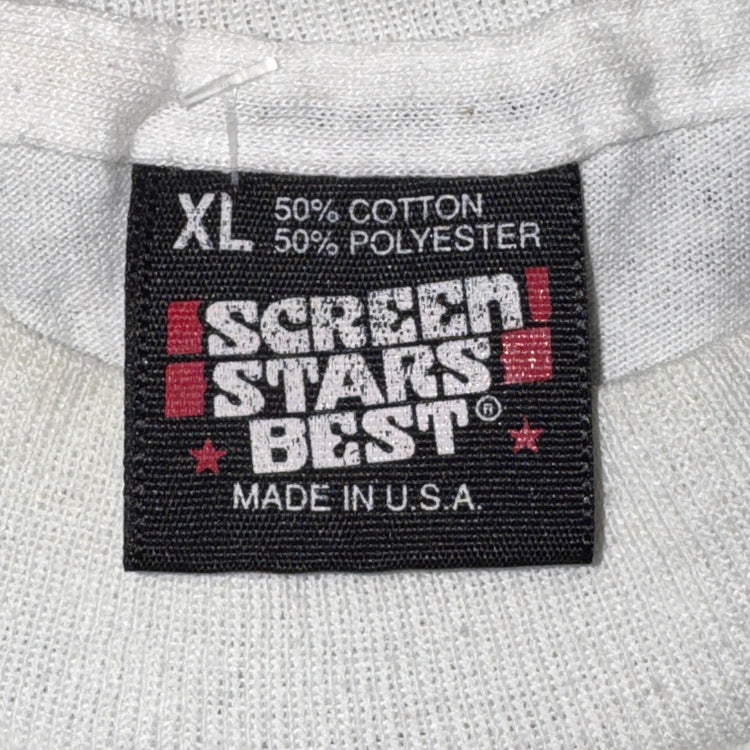 XL 50% COTTON
50% POLYESTER
SCREEN
STARS
BEST®
MADE IN U.S.A.